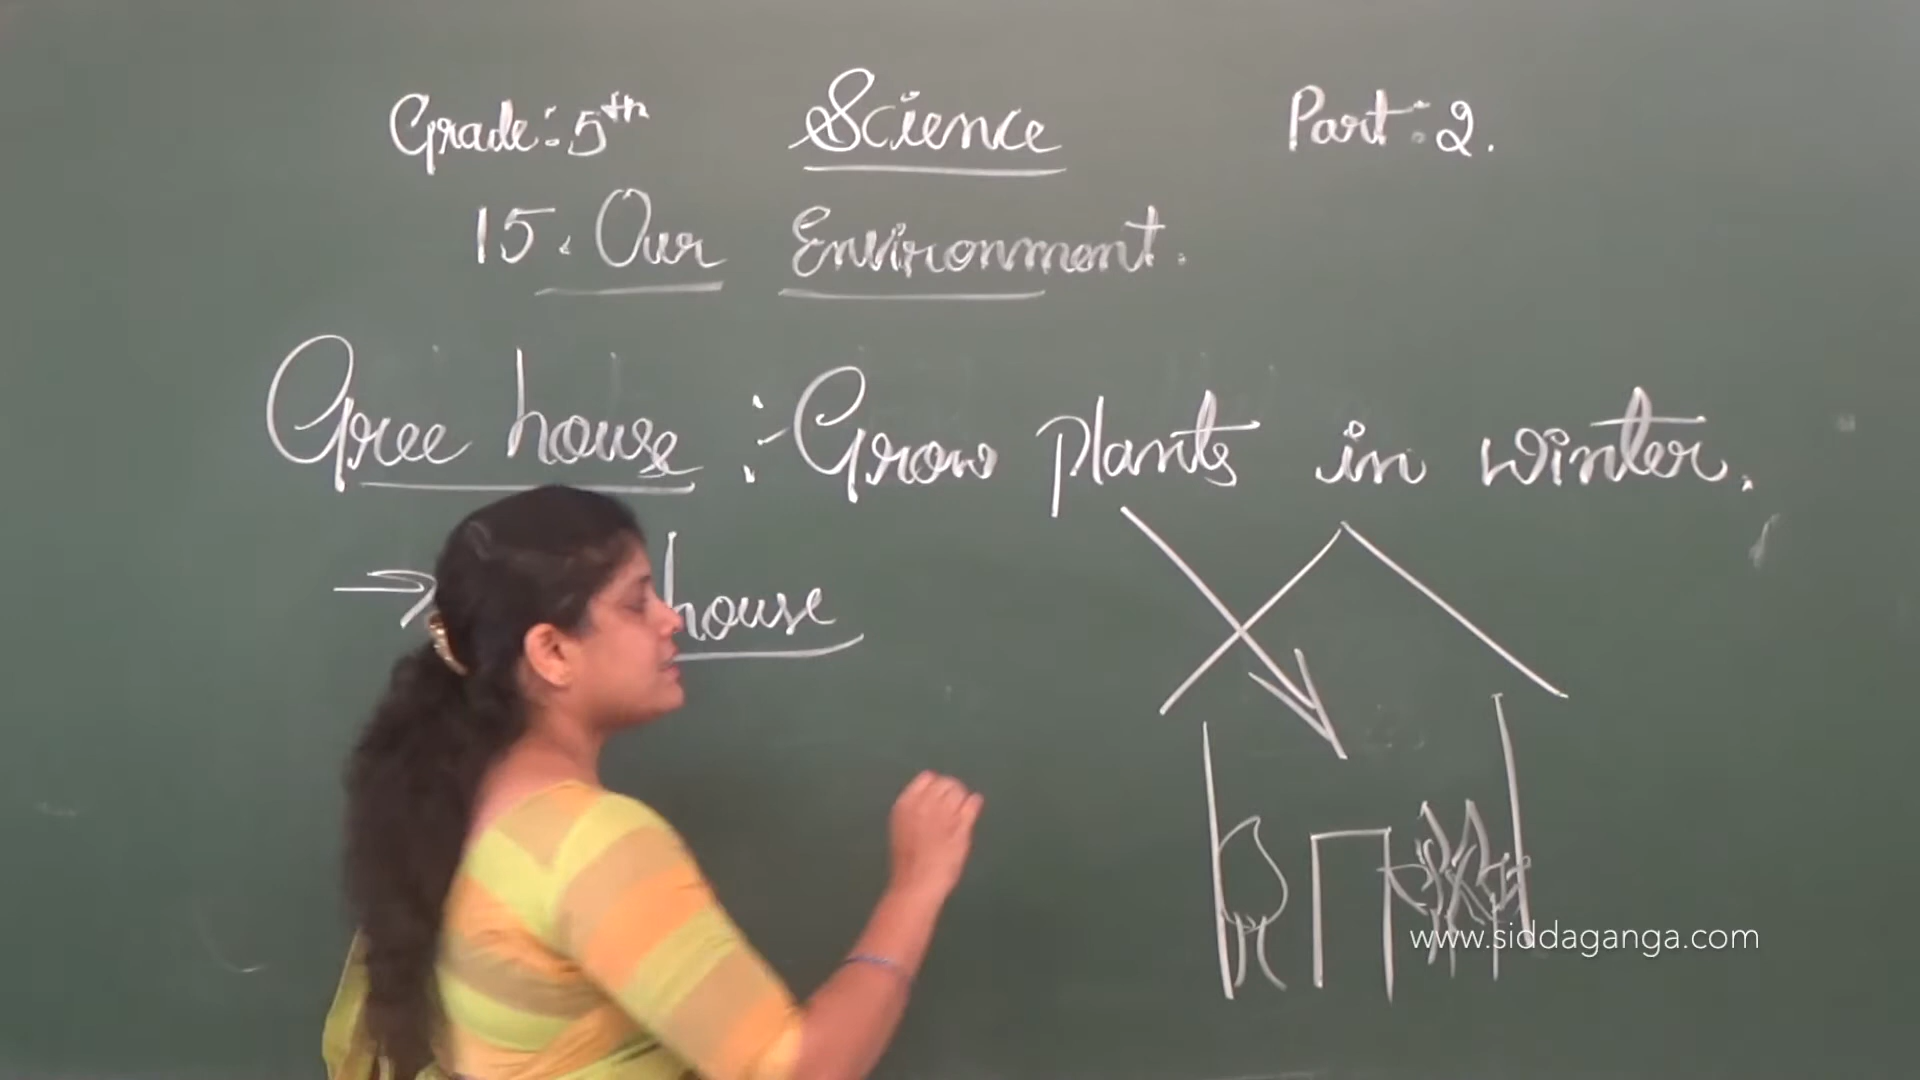 Grade: 5th Science Part: 2.
15. Our Environment.
Gree house :- Grow plants in winter.
→ house
www.siddaganga.com